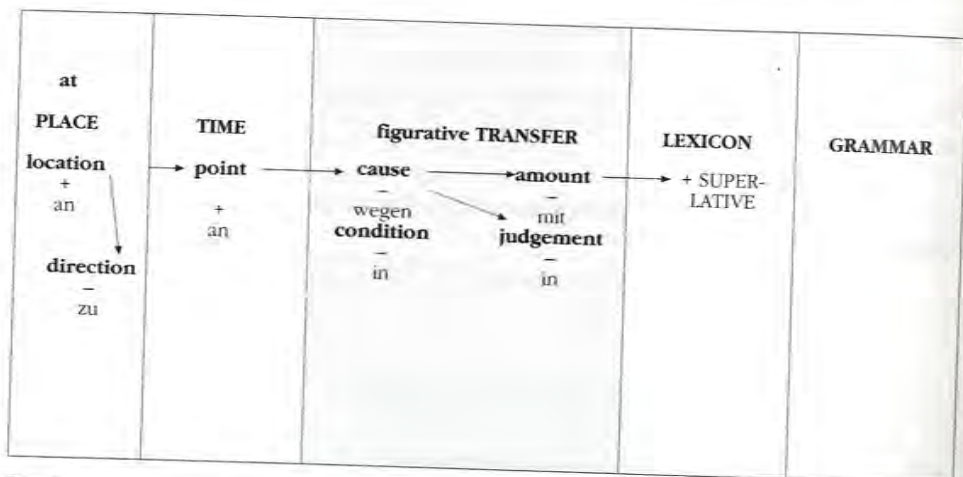 at
PLACE
location
+
an
direction
–
zu
TIME
point
+
an
figurative TRANSFER
cause
–
wegen
condition
–
in
amount
–
mit
judgement
–
in
LEXICON
+ SUPER-
LATIVE
GRAMMAR